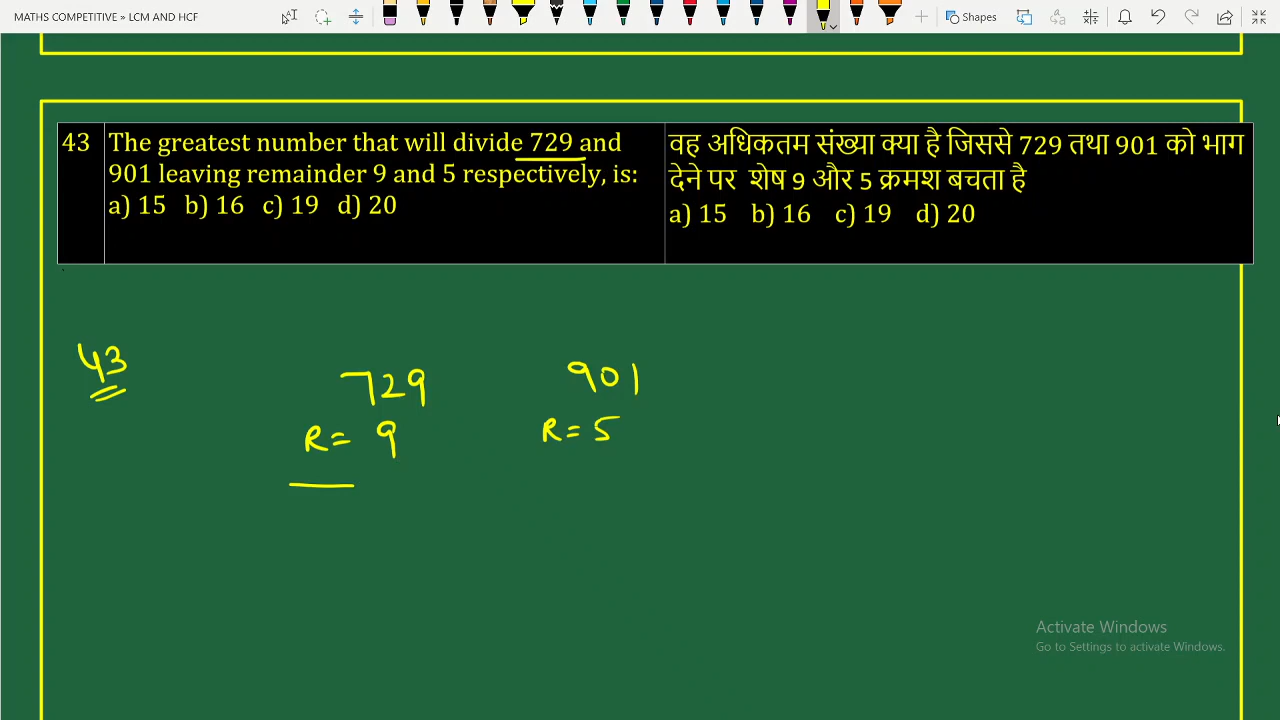 MATHS COMPETITIVE » LCM AND HCF
Shapes
43
The greatest number that will divide 729 and
901 leaving remainder 9 and 5 respectively, is:
a) 15 b) 16 c) 19 d) 20
वह अधिकतम संख्या क्या है जिससे 729 तथा 901 को भाग
देने पर शेष 9 और 5 क्रमश बचता है
a) 15 b) 16 c) 19 d) 20
43
729 901
R = 9 R = 5
Activate Windows
Go to Settings to activate Windows.